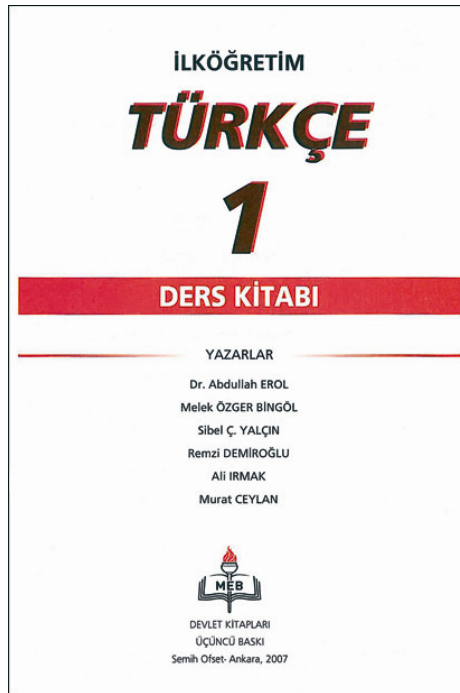 İLKÖĞRETİM
TÜRKÇE
1
DERS KİTABI
YAZARLAR
Dr. Abdullah EROL
Melek ÖZGER BİNGÖL
Sibel Ç. YALÇIN
Remzi DEMİROĞLU
Ali IRMAK
Murat CEYLAN
MEB
DEVLET KİTAPLARI
ÜÇÜNCÜ BASKI
Semih Ofset- Ankara, 2007